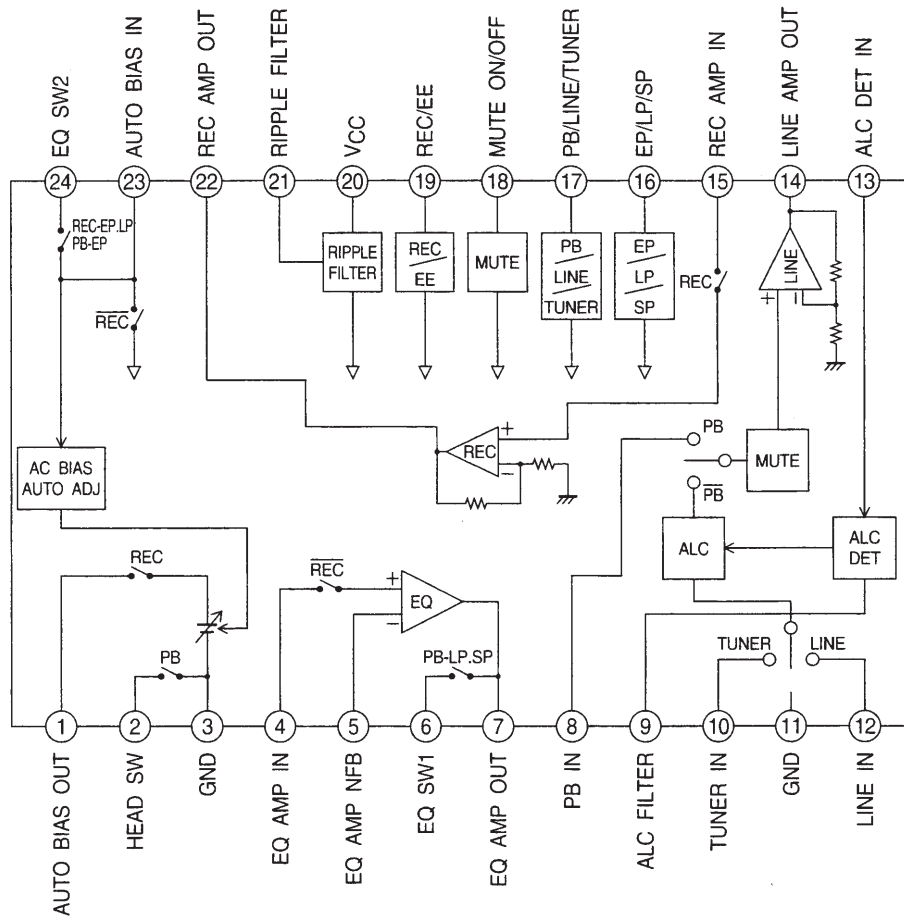 EQ SW2
AUTO BIAS IN
REC AMP OUT
RIPPLE FILTER
VCC
REC/EE
MUTE ON/OFF
PB/LINE/TUNER
EP/LP/SP
REC AMP IN
LINE AMP OUT
ALC DET IN
24
23
22
21
20
19
18
17
16
15
14
13
REC-EP.LP
PB-EP
REC
RIPPLE
FILTER
REC
EE
MUTE
PB
LINE
TUNER
EP
LP
SP
REC
LINE
+
−
AC BIAS
AUTO ADJ
REC
+
−
PB
PB
MUTE
ALC
ALC
DET
REC
PB
REC
EQ
+
−
PB-LP.SP
TUNER
LINE
1
2
3
4
5
6
7
8
9
10
11
12
AUTO BIAS OUT
HEAD SW
GND
EQ AMP IN
EQ AMP NFB
EQ SW1
EQ AMP OUT
PB IN
ALC FILTER
TUNER IN
GND
LINE IN